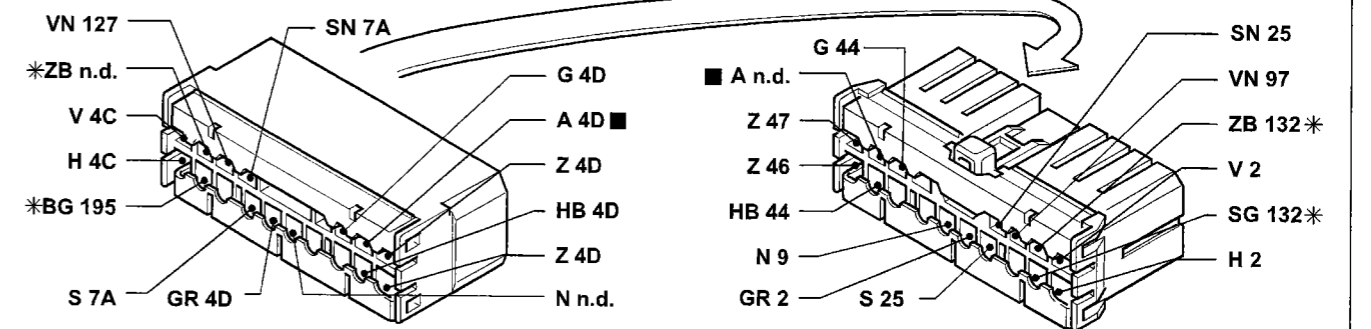 VN 127
SN 7A
✳ZB n.d.
V 4C
H 4C
✳BG 195
S 7A
GR 4D
G 4D
A 4D ■
Z 4D
HB 4D
Z 4D
N n.d.
G 44
■ A n.d.
Z 47
Z 46
HB 44
N 9
GR 2
S 25
SN 25
VN 97
ZB 132✳
V 2
SG 132✳
H 2